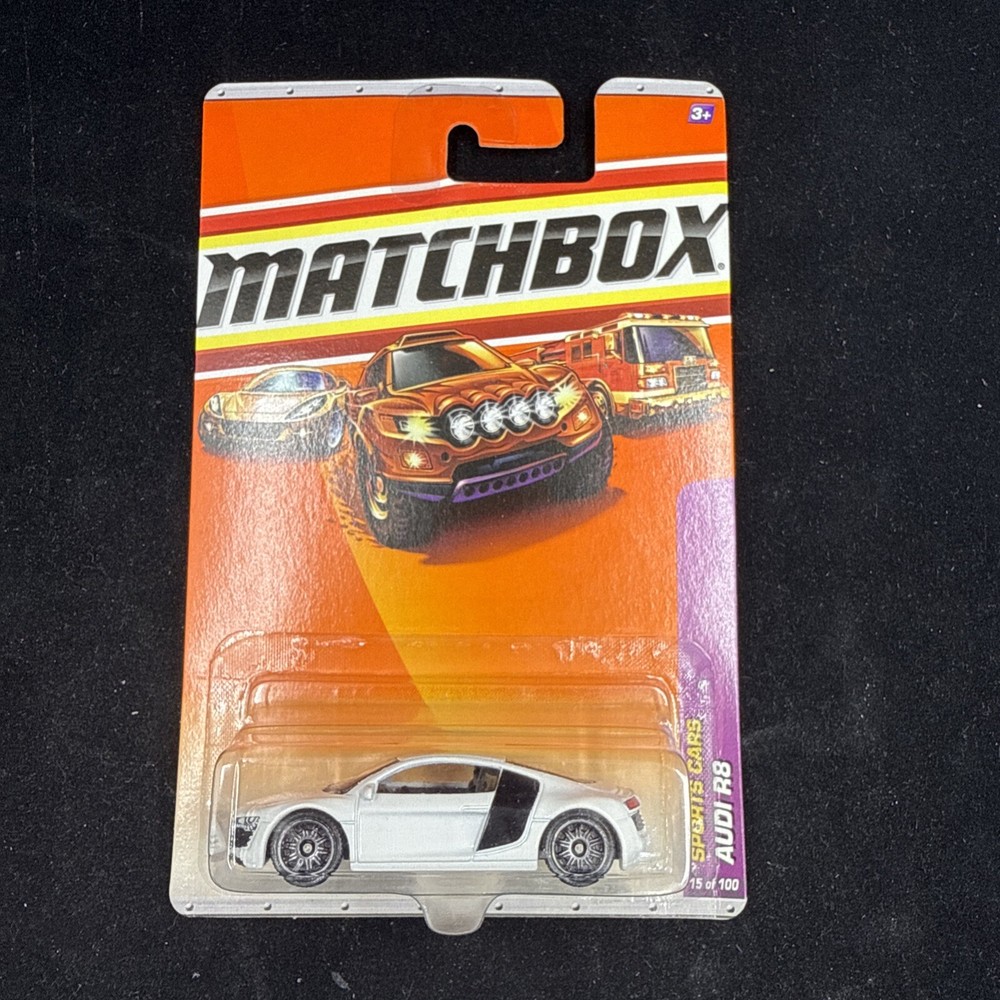 3+
MATCHBOX
SPORTS CARS
AUDI R8
15 of 100